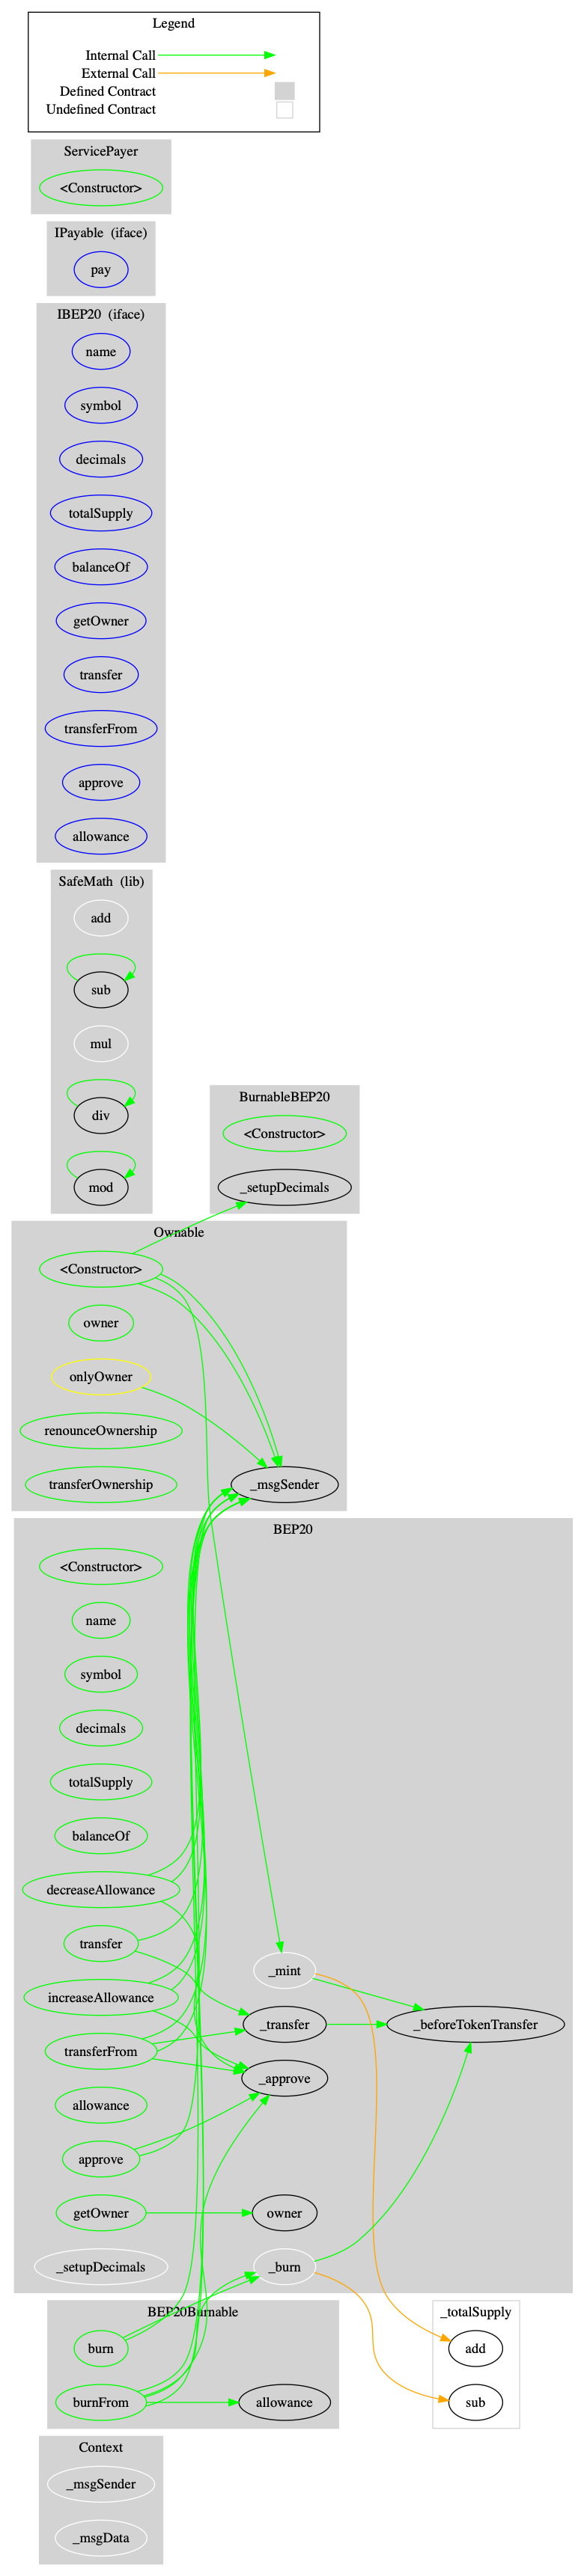 Legend
Internal Call
External Call
Defined Contract
Undefined Contract
ServicePayer
<Constructor>
IPayable (iface)
pay
IBEP20 (iface)
name
symbol
decimals
totalSupply
balanceOf
getOwner
transfer
transferFrom
approve
allowance
SafeMath (lib)
add
sub
mul
div
mod
BurnableBEP20
<Constructor>
_setupDecimals
Ownable
<Constructor>
owner
onlyOwner
renounceOwnership
transferOwnership
_msgSender
BEP20
<Constructor>
name
symbol
decimals
totalSupply
balanceOf
decreaseAllowance
transfer
increaseAllowance
transferFrom
allowance
approve
getOwner
_setupDecimals
_mint
_transfer
_approve
owner
_burn
_beforeTokenTransfer
BEP20Burnable
burn
burnFrom
allowance
_totalSupply
add
sub
Context
_msgSender
_msgData